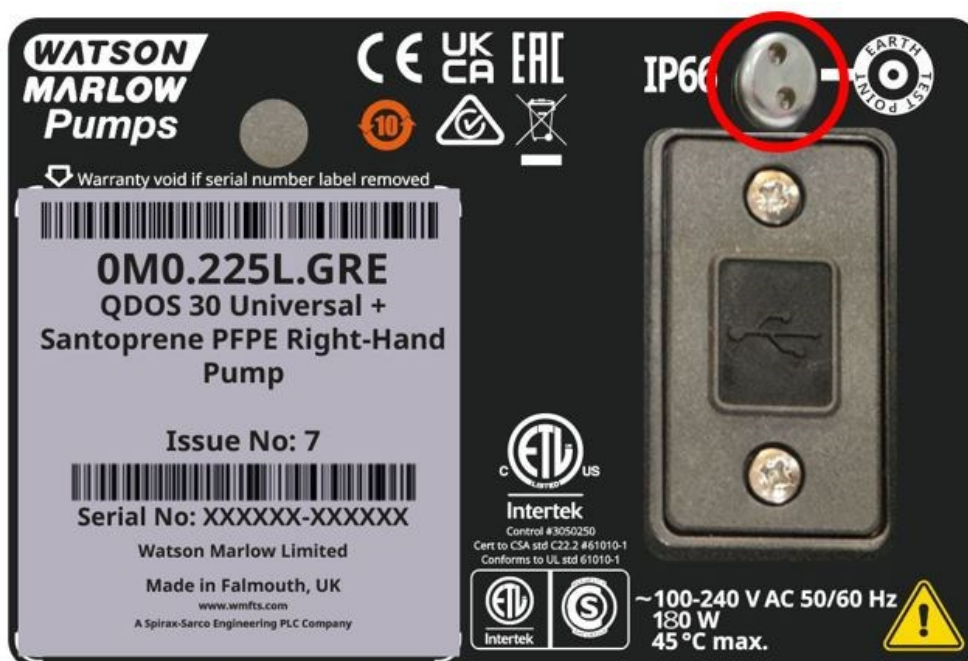 WATSON
MARLOW
Pumps
CE UK CA EAC
10
IP66
EARTH TEST POINT
Warranty void if serial number label removed
0M0.225L.GRE
QDOS 30 Universal +
Santoprene PFPE Right-Hand
Pump
Issue No: 7
Serial No: XXXXXX-XXXXXX
Watson Marlow Limited
Made in Falmouth, UK
www.wmfts.com
A Spirax-Sarco Engineering PLC Company
C ETL US
LISTED
Intertek
Control #3050250
Cert to CSA std C22.2 #61010-1
Conforms to UL std 61010-1
ETL
Intertek
S
~100-240 V AC 50/60 Hz
180 W
45°C max.